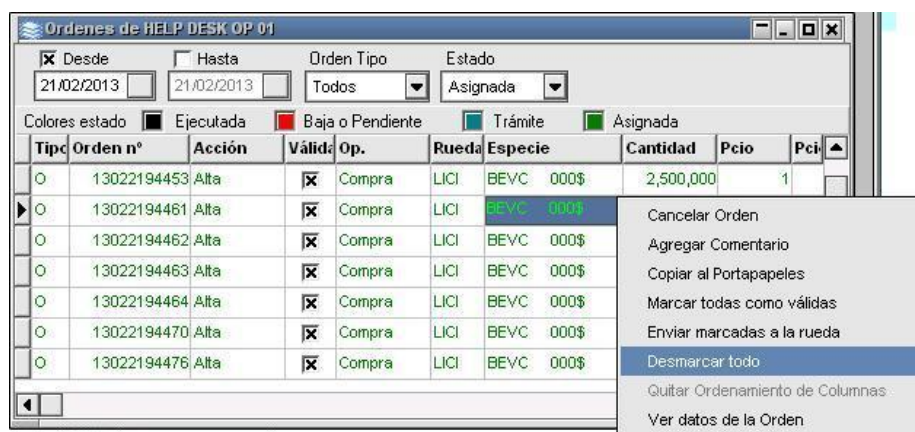 Ordenes de HELP DESK OP 01
Desde Hasta Orden Tipo Estado
21/02/2013 21/02/2013 Todos Asignada
Colores estado Ejecutada Baja o Pendiente Trámite Asignada
Tipo Orden nº Acción Válida Op. Rueda Especie Cantidad Pcio Pci
O 13022194453 Alta Compra LICI BEVC 000$ 2,500,000 1
O 13022194461 Alta Compra LICI BEVC 000$
O 13022194462 Alta Compra LICI BEVC 000$
O 13022194463 Alta Compra LICI BEVC 000$
O 13022194464 Alta Compra LICI BEVC 000$
O 13022194470 Alta Compra LICI BEVC 000$
O 13022194476 Alta Compra LICI BEVC 000$
Cancelar Orden
Agregar Comentario
Copiar al Portapapeles
Marcar todas como válidas
Enviar marcadas a la rueda
Desmarcar todo
Quitar Ordenamiento de Columnas
Ver datos de la Orden